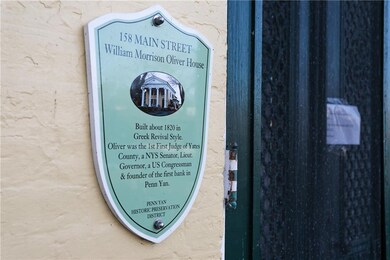 158 MAIN STREET
William Morrison Oliver House
Built about 1820 in
Greek Revival Style.
Oliver was the 1st First Judge of Yates
County, a NYS Senator, Lieut.
Governor, a US Congressman
& founder of the first bank in
Penn Yan.
PENN YAN
HISTORIC PRESERVATION
DISTRICT